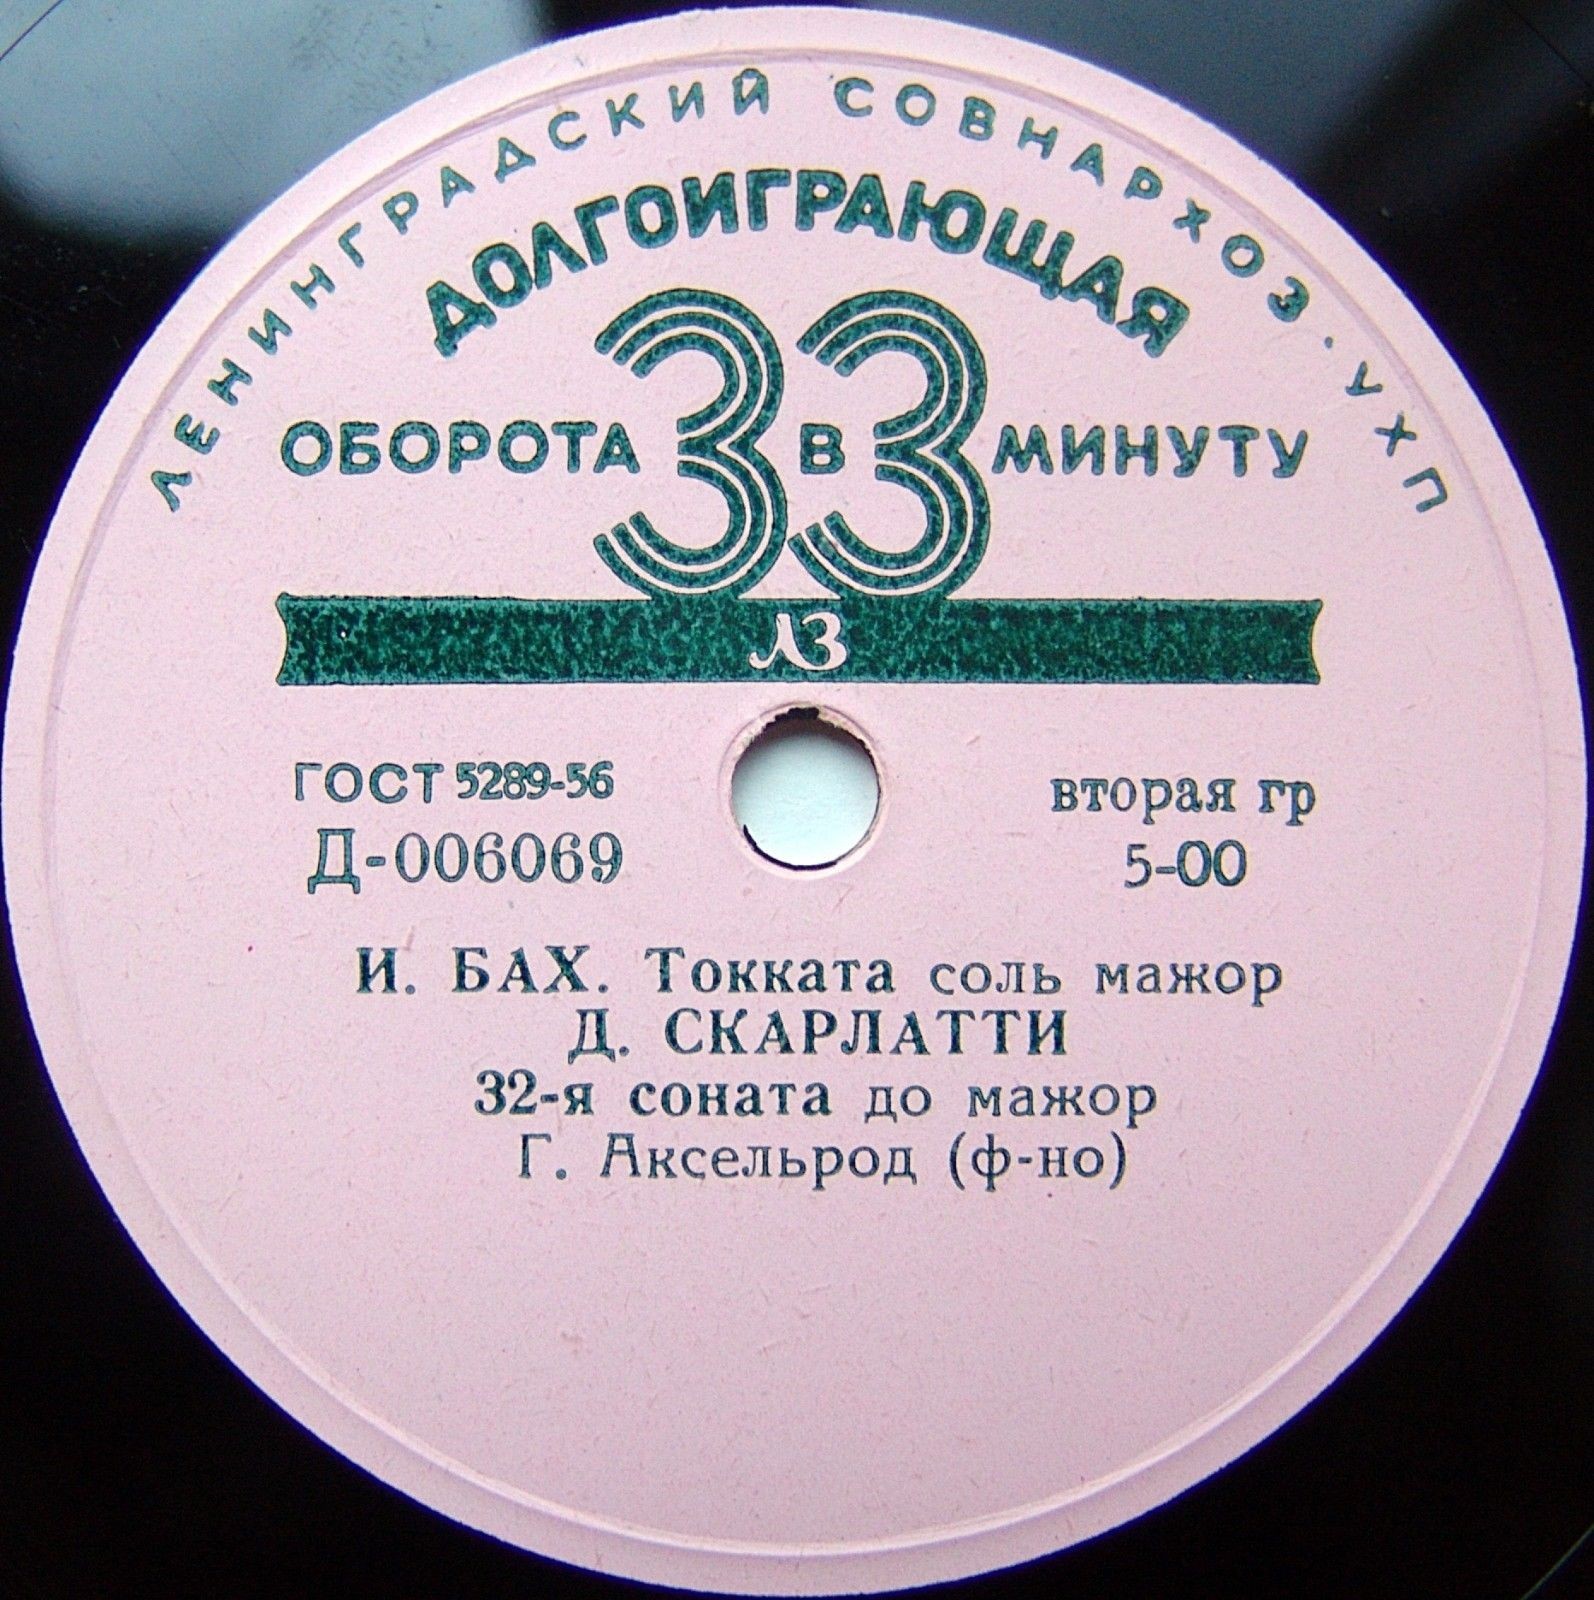 ЛЕНИНГРАДСКИЙ СОВНАРХОЗ · УХП
ДОЛГОИГРАЮЩАЯ
33
ОБОРОТА В МИНУТУ
ЛЗ
ГОСТ 5289-56
вторая гр
Д-006069
5-00
И. БАХ. Токката соль мажор
Д. СКАРЛАТТИ
32-я соната до мажор
Г. Аксельрод (ф-но)